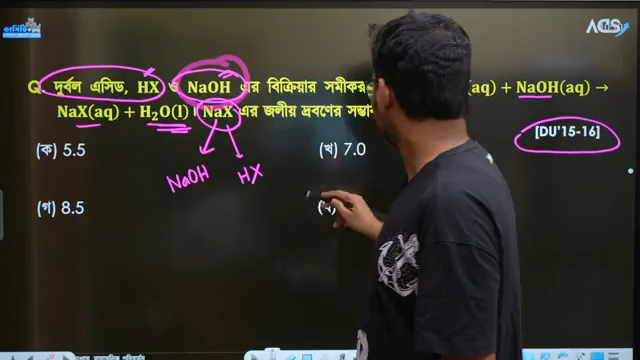 ACS
Q. দুর্বল এসিড, HX ও NaOH এর বিক্রিয়ার সমীকর (aq) + NaOH(aq) →
NaX(aq) + H₂O(l)। NaX এর জলীয় দ্রবণের সম্ভাব
[DU'15-16]
(ক) 5.5
(খ) 7.0
NaOH HX
(গ) 8.5